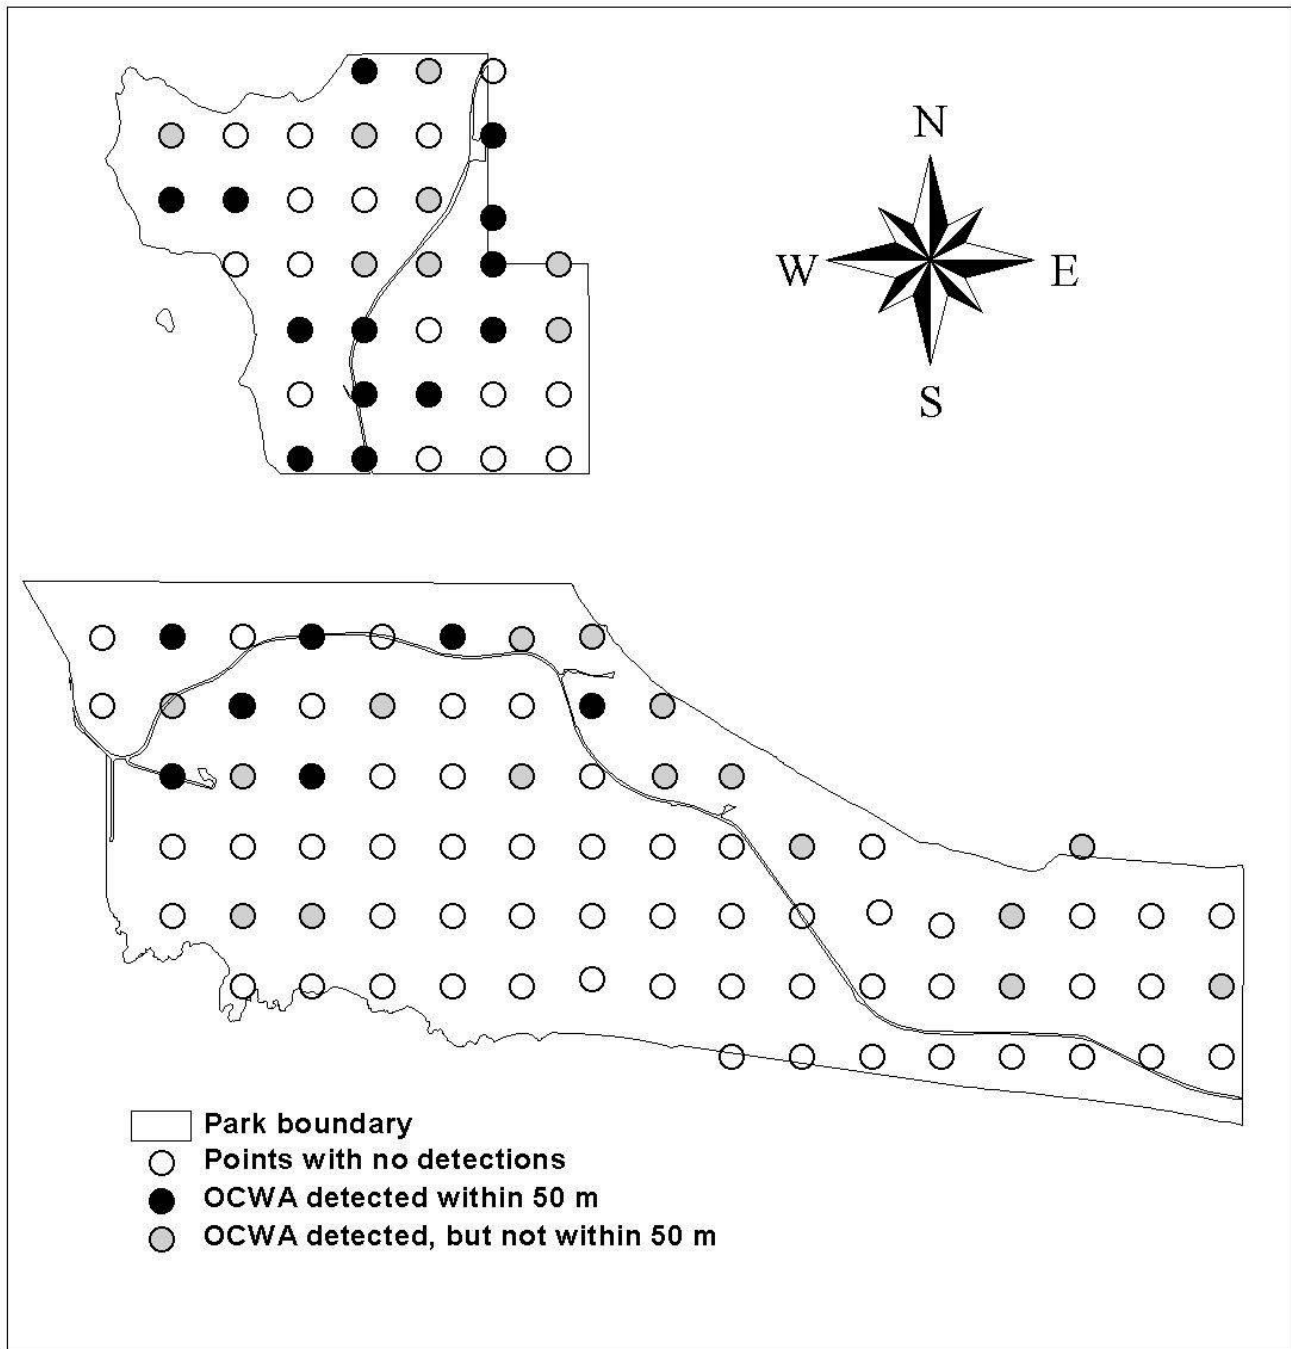 N
W
E
S
Park boundary
Points with no detections
OCWA detected within 50 m
OCWA detected, but not within 50 m